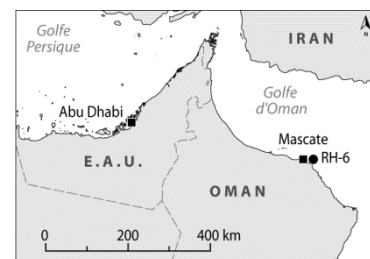 Golfe
Persique
IRAN
N
Abu Dhabi
Golfe
d'Oman
Mascate
RH-6
E.A.U.
OMAN
0 200 400 km